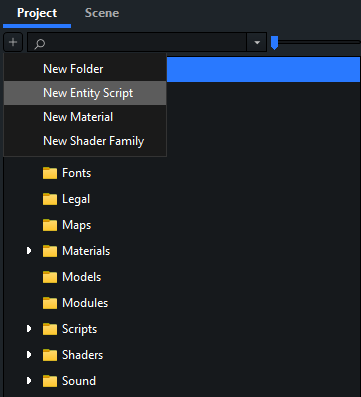 Project Scene
New Folder
New Entity Script
New Material
New Shader Family
Fonts
Legal
Maps
Materials
Models
Modules
Scripts
Shaders
Sound